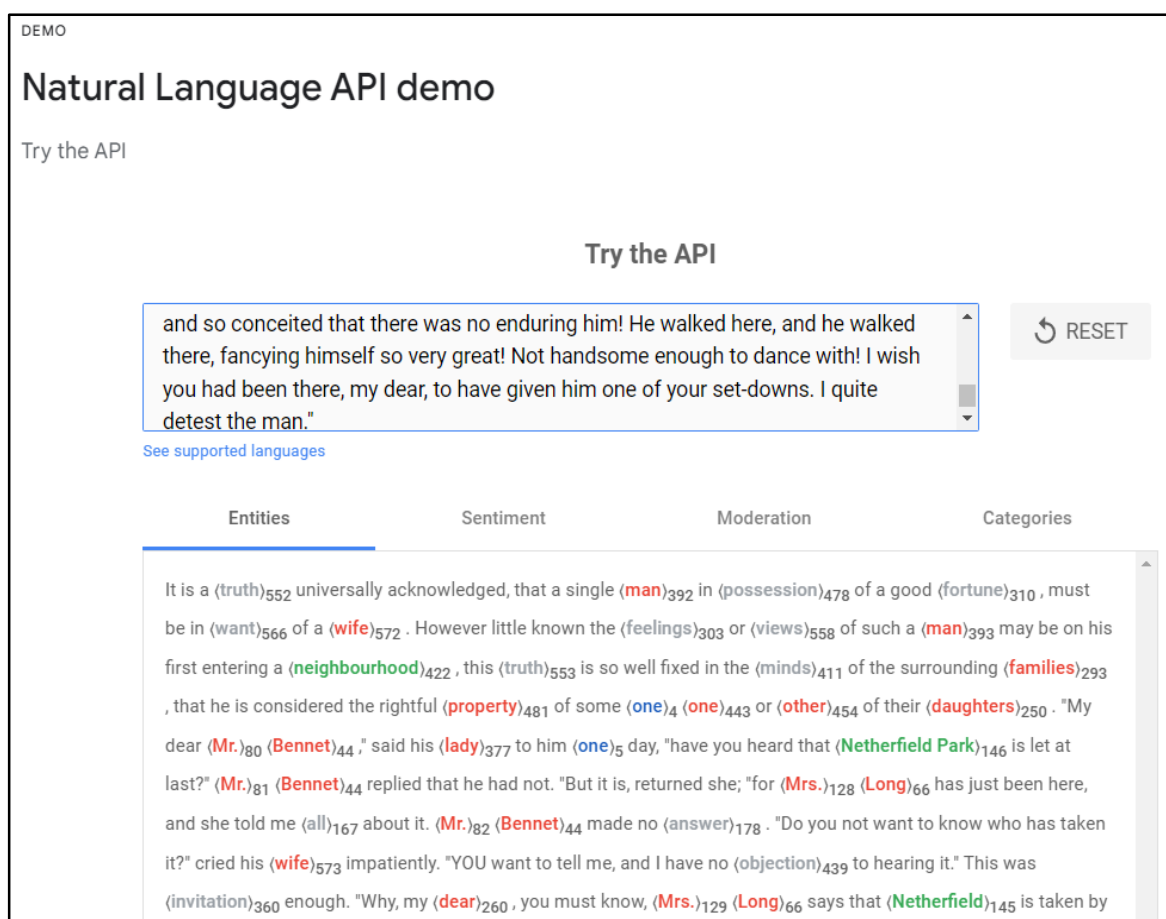 DEMO
Natural Language API demo
Try the API
Try the API
and so conceited that there was no enduring him! He walked here, and he walked
there, fancying himself so very great! Not handsome enough to dance with! I wish
you had been there, my dear, to have given him one of your set-downs. I quite
detest the man."
RESET
See supported languages
Entities Sentiment Moderation Categories
It is a ⟨truth⟩552 universally acknowledged, that a single ⟨man⟩392 in ⟨possession⟩478 of a good ⟨fortune⟩310 , must
be in ⟨want⟩566 of a ⟨wife⟩572 . However little known the ⟨feelings⟩303 or ⟨views⟩558 of such a ⟨man⟩393 may be on his
first entering a ⟨neighbourhood⟩422 , this ⟨truth⟩553 is so well fixed in the ⟨minds⟩411 of the surrounding ⟨families⟩293
, that he is considered the rightful ⟨property⟩481 of some ⟨one⟩4 ⟨one⟩443 or ⟨other⟩454 of their ⟨daughters⟩250 . "My
dear ⟨Mr.⟩80 ⟨Bennet⟩44 ," said his ⟨lady⟩377 to him ⟨one⟩5 day, "have you heard that ⟨Netherfield Park⟩146 is let at
last?" ⟨Mr.⟩81 ⟨Bennet⟩44 replied that he had not. "But it is, returned she; "for ⟨Mrs.⟩128 ⟨Long⟩66 has just been here,
and she told me ⟨all⟩167 about it. ⟨Mr.⟩82 ⟨Bennet⟩44 made no ⟨answer⟩178 . "Do you not want to know who has taken
it?" cried his ⟨wife⟩573 impatiently. "YOU want to tell me, and I have no ⟨objection⟩439 to hearing it." This was
⟨invitation⟩360 enough. "Why, my ⟨dear⟩260 , you must know, ⟨Mrs.⟩129 ⟨Long⟩66 says that ⟨Netherfield⟩145 is taken by